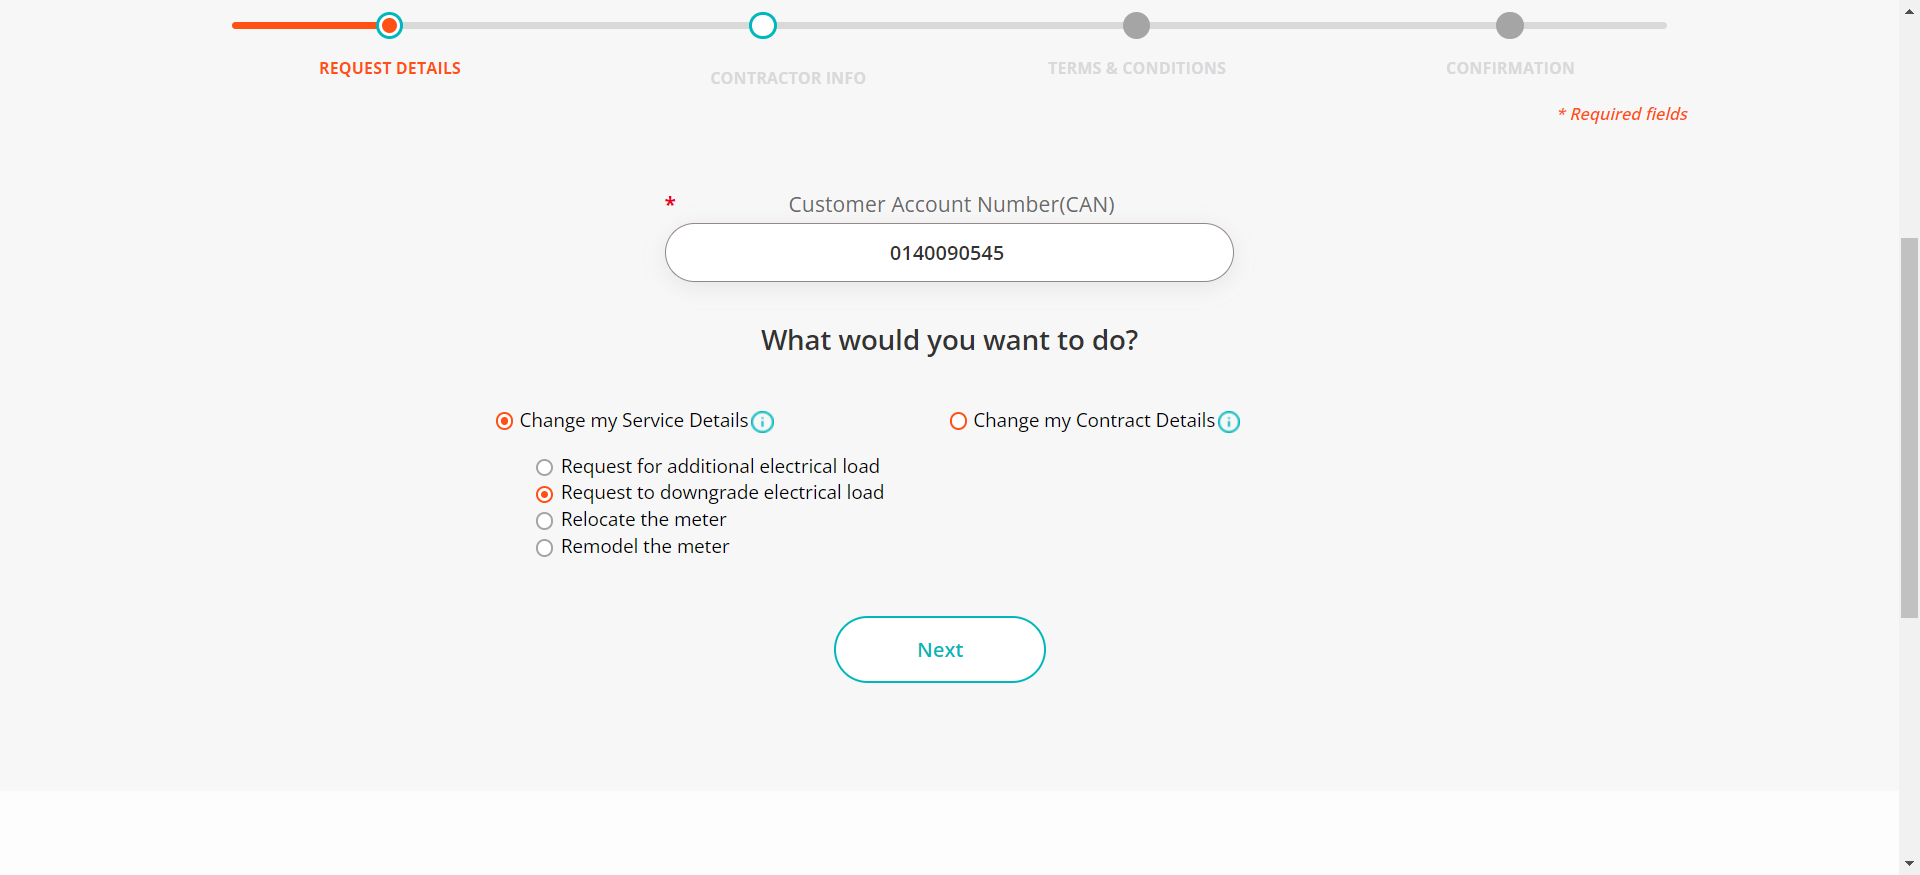 REQUEST DETAILS
CONTRACTOR INFO
TERMS & CONDITIONS
CONFIRMATION
* Required fields
* Customer Account Number(CAN)
0140090545
What would you want to do?
Change my Service Details
Change my Contract Details
Request for additional electrical load
Request to downgrade electrical load
Relocate the meter
Remodel the meter
Next